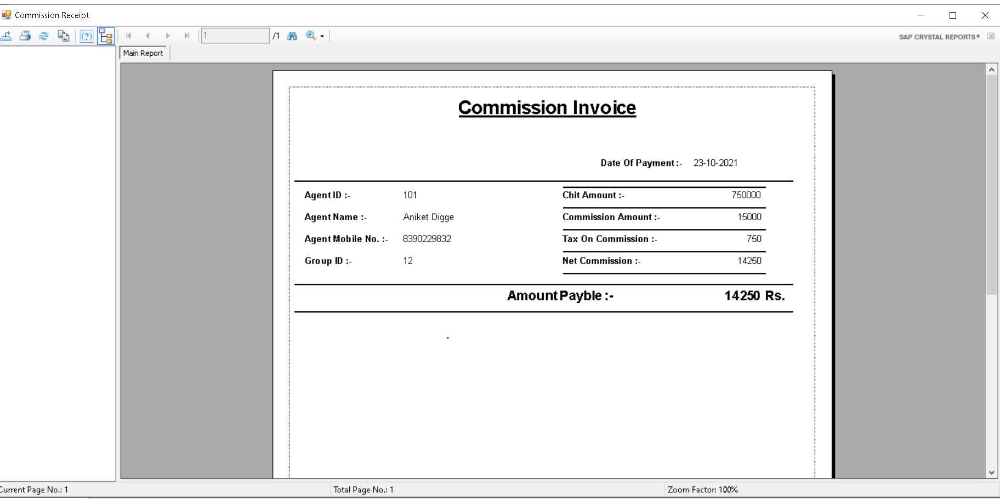 Commission Receipt
1 /1 SAP CRYSTAL REPORTS®
Main Report
Commission Invoice
Date Of Payment :- 23-10-2021
Agent ID :- 101 Chit Amount :- 750000
Agent Name :- Aniket Digge Commission Amount :- 15000
Agent Mobile No. :- 8390229832 Tax On Commission :- 750
Group ID :- 12 Net Commission :- 14250
Amount Payble :- 14250 Rs.
.
Current Page No.: 1 Total Page No.: 1 Zoom Factor: 100%